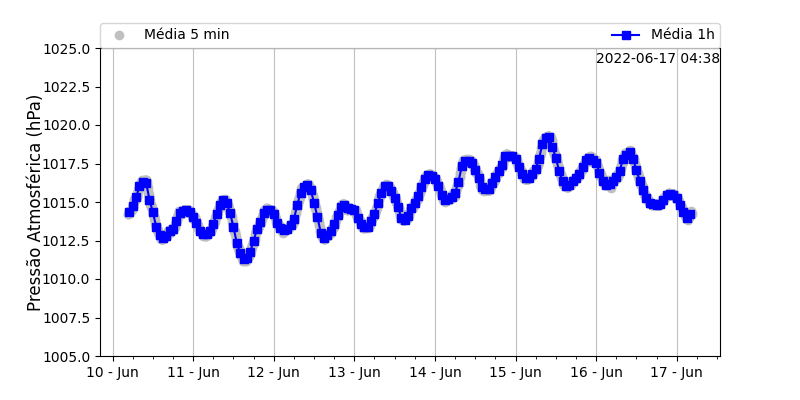 Média 5 min
Média 1h
2022-06-17 04:38
Pressão Atmosférica (hPa)
1025.0
1022.5
1020.0
1017.5
1015.0
1012.5
1010.0
1007.5
1005.0
10 - Jun
11 - Jun
12 - Jun
13 - Jun
14 - Jun
15 - Jun
16 - Jun
17 - Jun